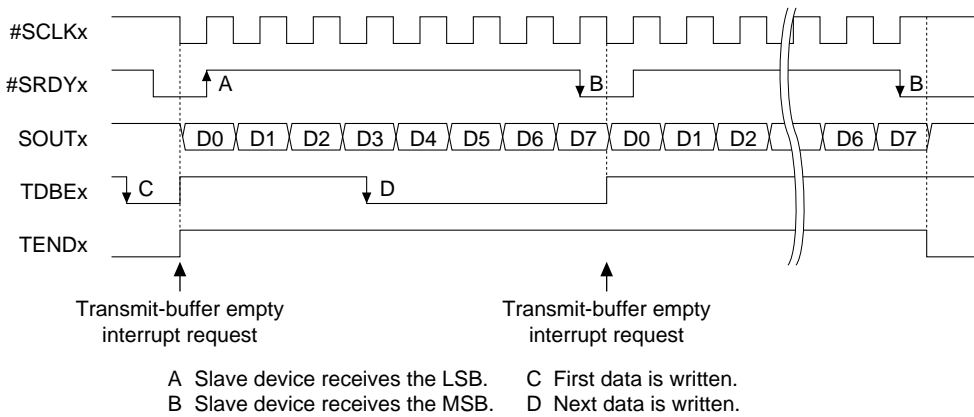 #SCLKx
#SRDYx A B B
SOUTx D0 D1 D2 D3 D4 D5 D6 D7 D0 D1 D2 D6 D7
TDBEx C D
TENDx
Transmit-buffer empty
interrupt request
Transmit-buffer empty
interrupt request
A Slave device receives the LSB. C First data is written.
B Slave device receives the MSB. D Next data is written.